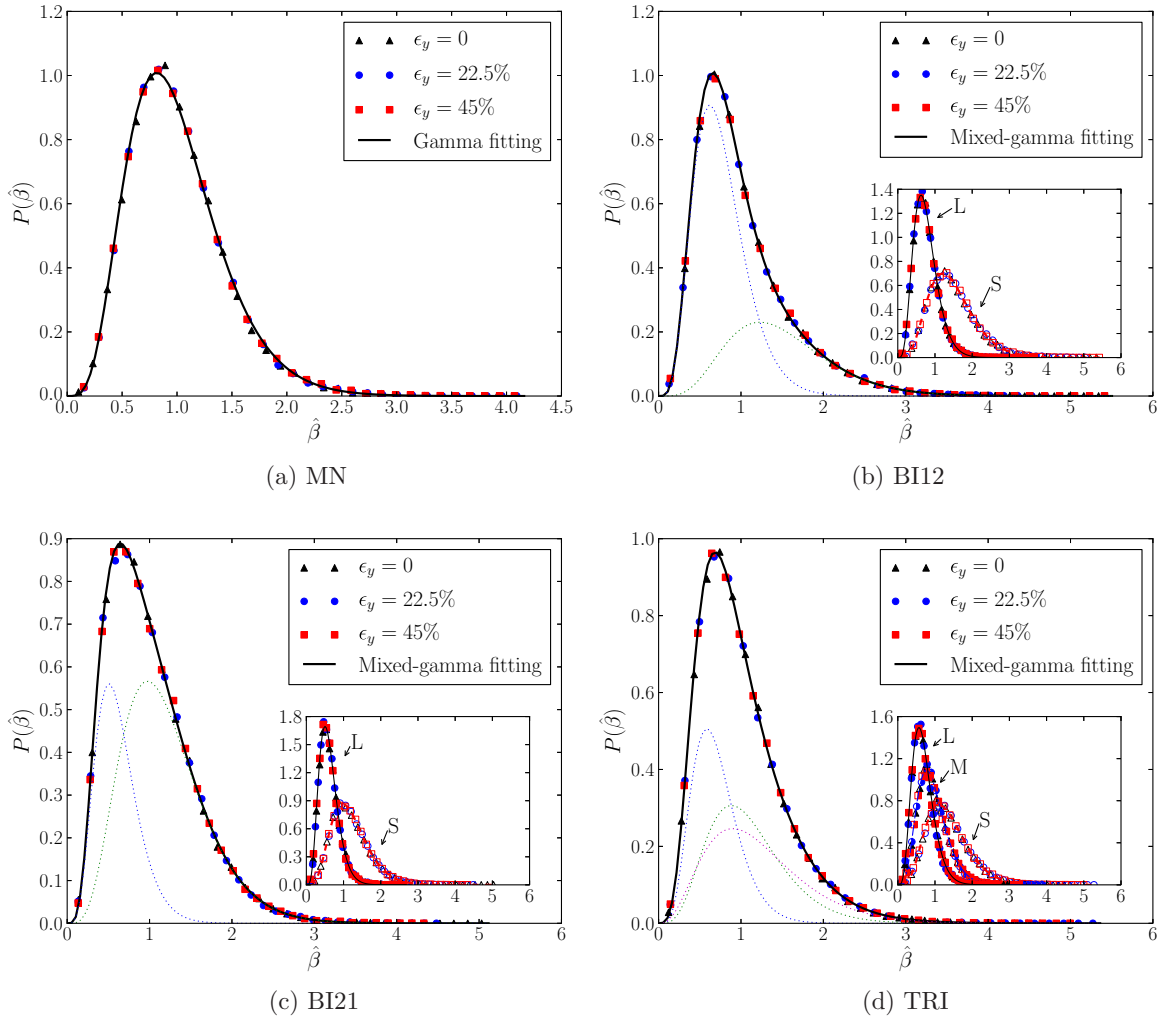 1.2
1.0
0.8
0.6
0.4
0.2
0.0
P(β̂)
0.0 0.5 1.0 1.5 2.0 2.5 3.0 3.5 4.0 4.5
β̂
ϵ_y = 0
ϵ_y = 22.5%
ϵ_y = 45%
Gamma fitting
(a) MN
1.2
1.0
0.8
0.6
0.4
0.2
0.0
P(β̂)
0 1 2 3 4 5 6
β̂
ϵ_y = 0
ϵ_y = 22.5%
ϵ_y = 45%
Mixed-gamma fitting
1.4
1.2
1.0
0.8
0.6
0.4
0.2
0.0
0 1 2 3 4 5 6
L
S
(b) BI12
0.9
0.8
0.7
0.6
0.5
0.4
0.3
0.2
0.1
0.0
P(β̂)
0 1 2 3 4 5 6
β̂
ϵ_y = 0
ϵ_y = 22.5%
ϵ_y = 45%
Mixed-gamma fitting
1.8
1.5
1.2
0.9
0.6
0.3
0.0
0 1 2 3 4 5 6
L
S
(c) BI21
1.0
0.8
0.6
0.4
0.2
0.0
P(β̂)
0 1 2 3 4 5 6
β̂
ϵ_y = 0
ϵ_y = 22.5%
ϵ_y = 45%
Mixed-gamma fitting
1.6
1.2
0.8
0.4
0.0
0 1 2 3 4 5 6
L
M
S
(d) TRI